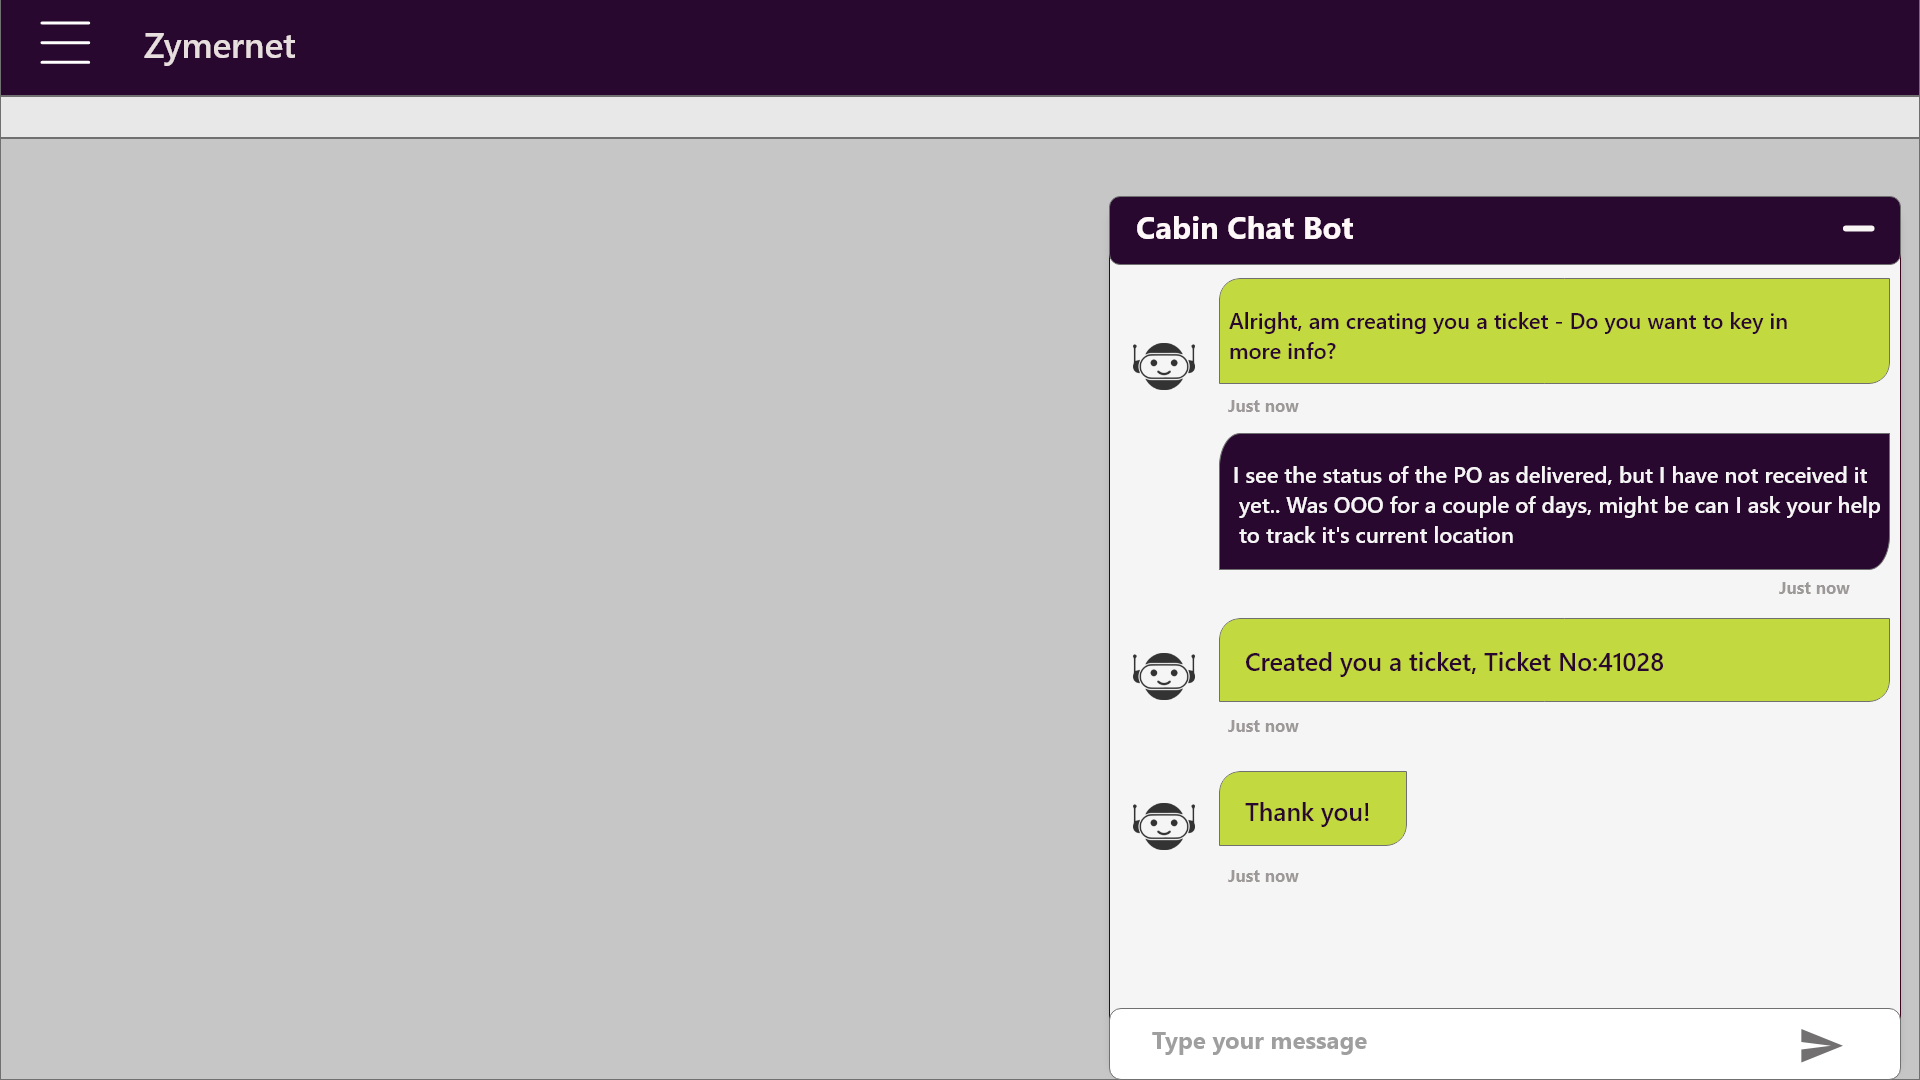 Zymernet
Cabin Chat Bot
Alright, am creating you a ticket - Do you want to key in
more info?
Just now
I see the status of the PO as delivered, but I have not received it
yet.. Was OOO for a couple of days, might be can I ask your help
to track it's current location
Just now
Created you a ticket, Ticket No:41028
Just now
Thank you!
Just now
Type your message